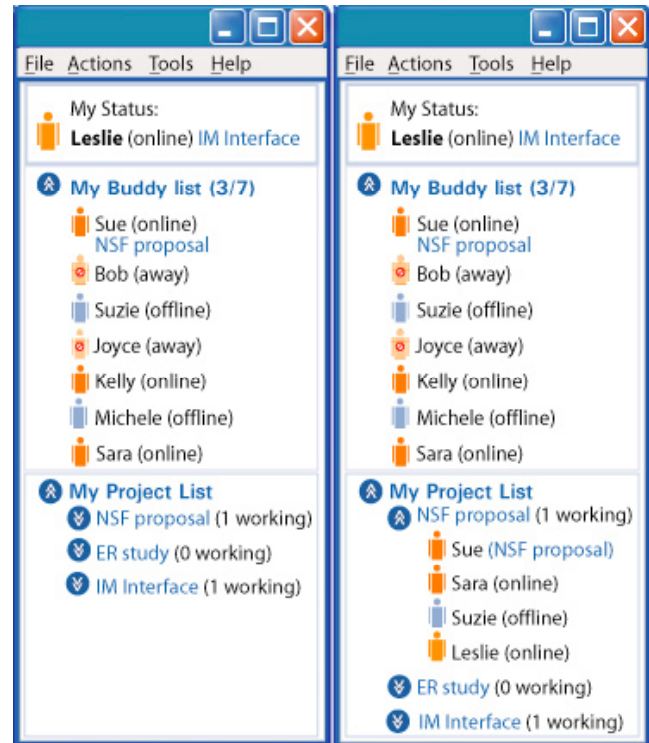 File Actions Tools Help
My Status:
Leslie (online) IM Interface
My Buddy list (3/7)
Sue (online)
NSF proposal
Bob (away)
Suzie (offline)
Joyce (away)
Kelly (online)
Michele (offline)
Sara (online)
My Project List
NSF proposal (1 working)
ER study (0 working)
IM Interface (1 working)
File Actions Tools Help
My Status:
Leslie (online) IM Interface
My Buddy list (3/7)
Sue (online)
NSF proposal
Bob (away)
Suzie (offline)
Joyce (away)
Kelly (online)
Michele (offline)
Sara (online)
My Project List
NSF proposal (1 working)
Sue (NSF proposal)
Sara (online)
Suzie (offline)
Leslie (online)
ER study (0 working)
IM Interface (1 working)